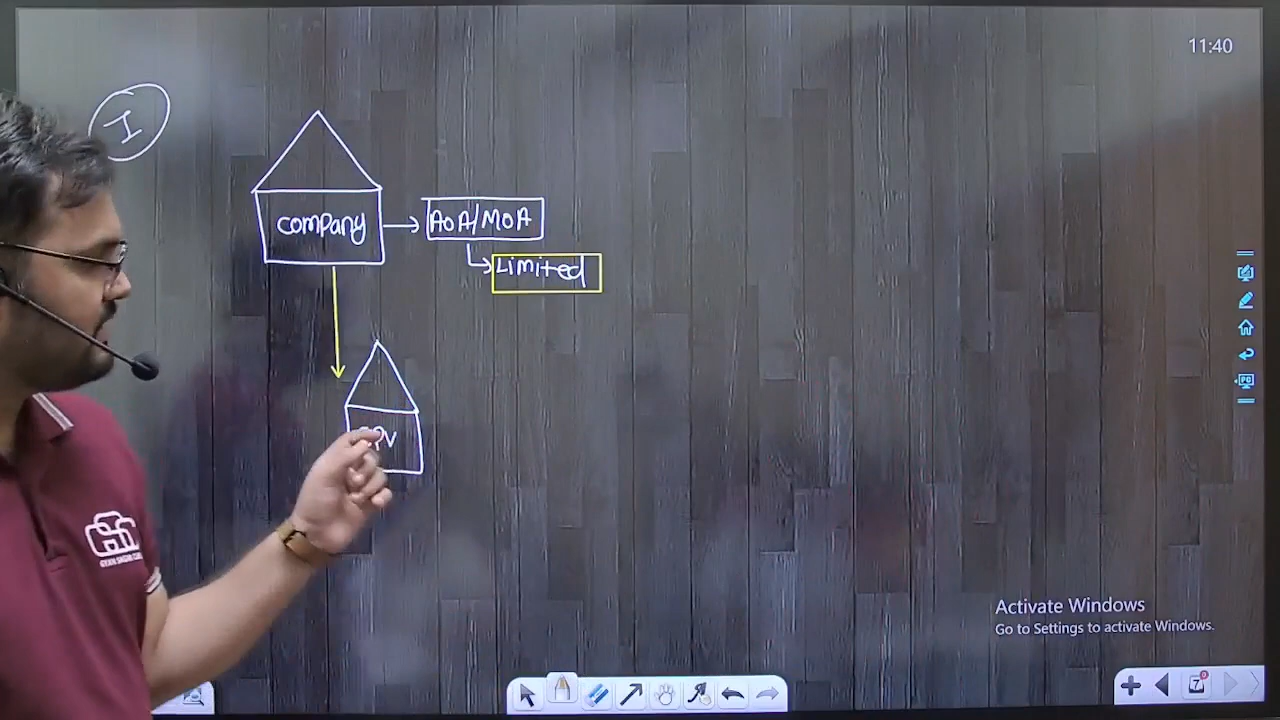 11:40
I
company
AOA/MOA
Limited
Activate Windows
Go to Settings to activate Windows.